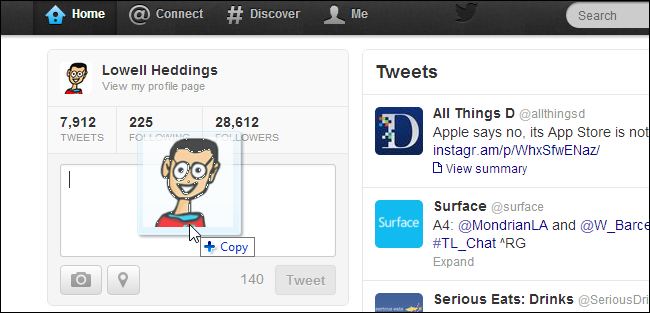 Home
Connect
Discover
Me
Search
Lowell Heddings
View my profile page
7,912
225
28,612
TWEETS
FOLLOWING
FOLLOWERS
Copy
140
Tweet
Tweets
All Things D @allthingsd
Apple says no, its App Store is not
instagr.am/p/WhxSfwENaz/
View summary
Surface
Surface @surface
A4: @MondrianLA and @W_Barce
#TL_Chat ^RG
Expand
Serious Eats: Drinks @SeriousDri